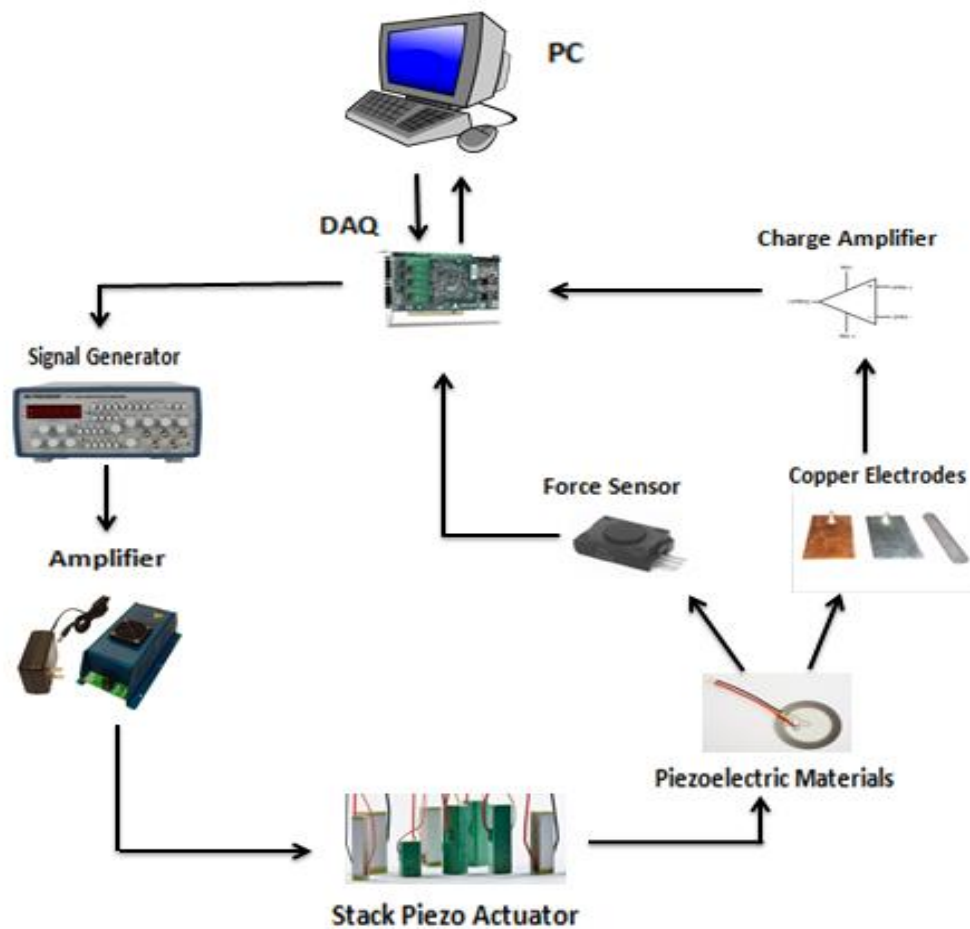 PC
DAQ
Charge Amplifier
Signal Generator
Force Sensor
Copper Electrodes
Amplifier
Piezoelectric Materials
Stack Piezo Actuator